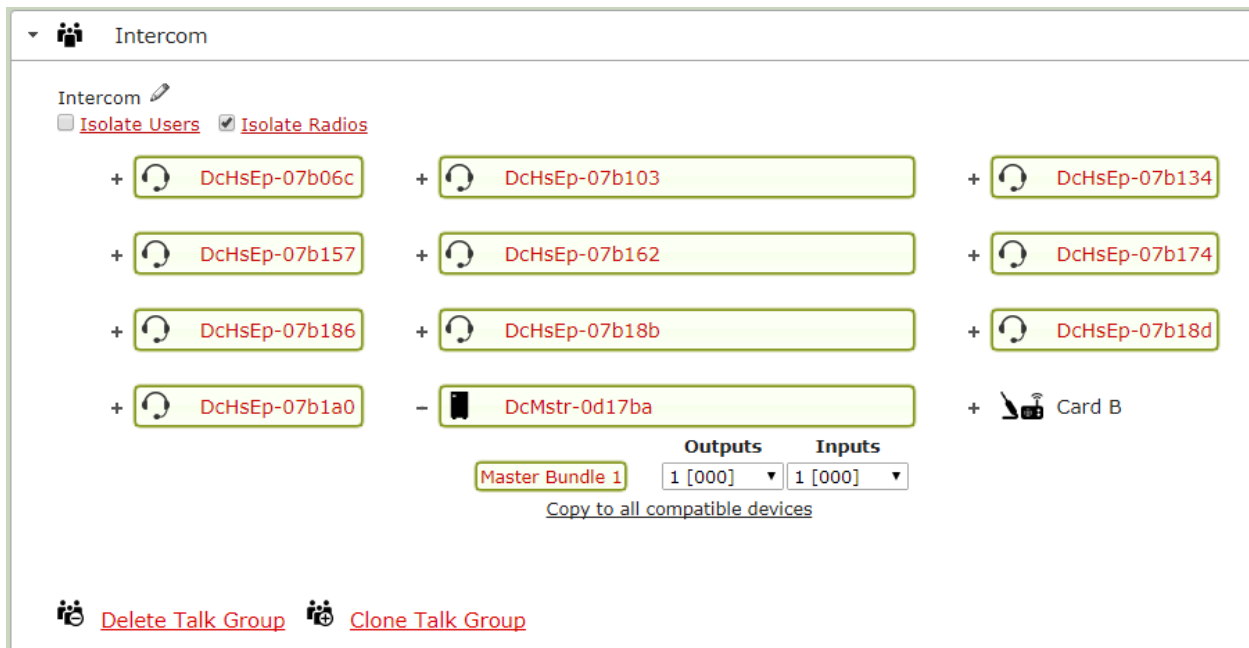 Intercom
Intercom
Isolate Users Isolate Radios
DcHsEp-07b06c DcHsEp-07b103 DcHsEp-07b134
DcHsEp-07b157 DcHsEp-07b162 DcHsEp-07b174
DcHsEp-07b186 DcHsEp-07b18b DcHsEp-07b18d
DcHsEp-07b1a0 DcMstr-0d17ba Card B
Outputs Inputs
Master Bundle 1 1 [000] 1 [000]
Copy to all compatible devices
Delete Talk Group Clone Talk Group